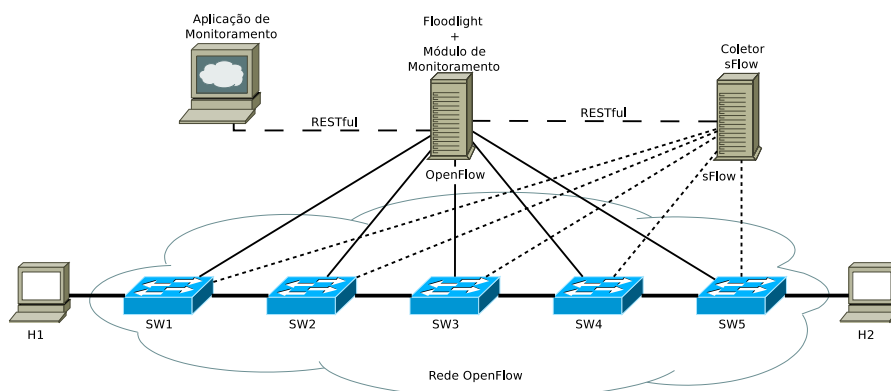 Aplicação de
Monitoramento
Floodlight
+
Módulo de
Monitoramento
Coletor
sFlow
RESTful
RESTful
OpenFlow
sFlow
H1
SW1
SW2
SW3
SW4
SW5
H2
Rede OpenFlow